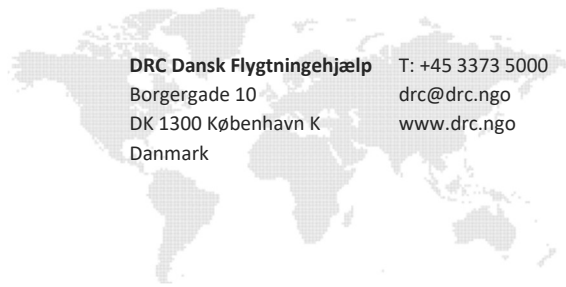 DRC Dansk Flygtningehjælp T: +45 3373 5000
Borgergade 10 drc@drc.ngo
DK 1300 København K www.drc.ngo
Danmark